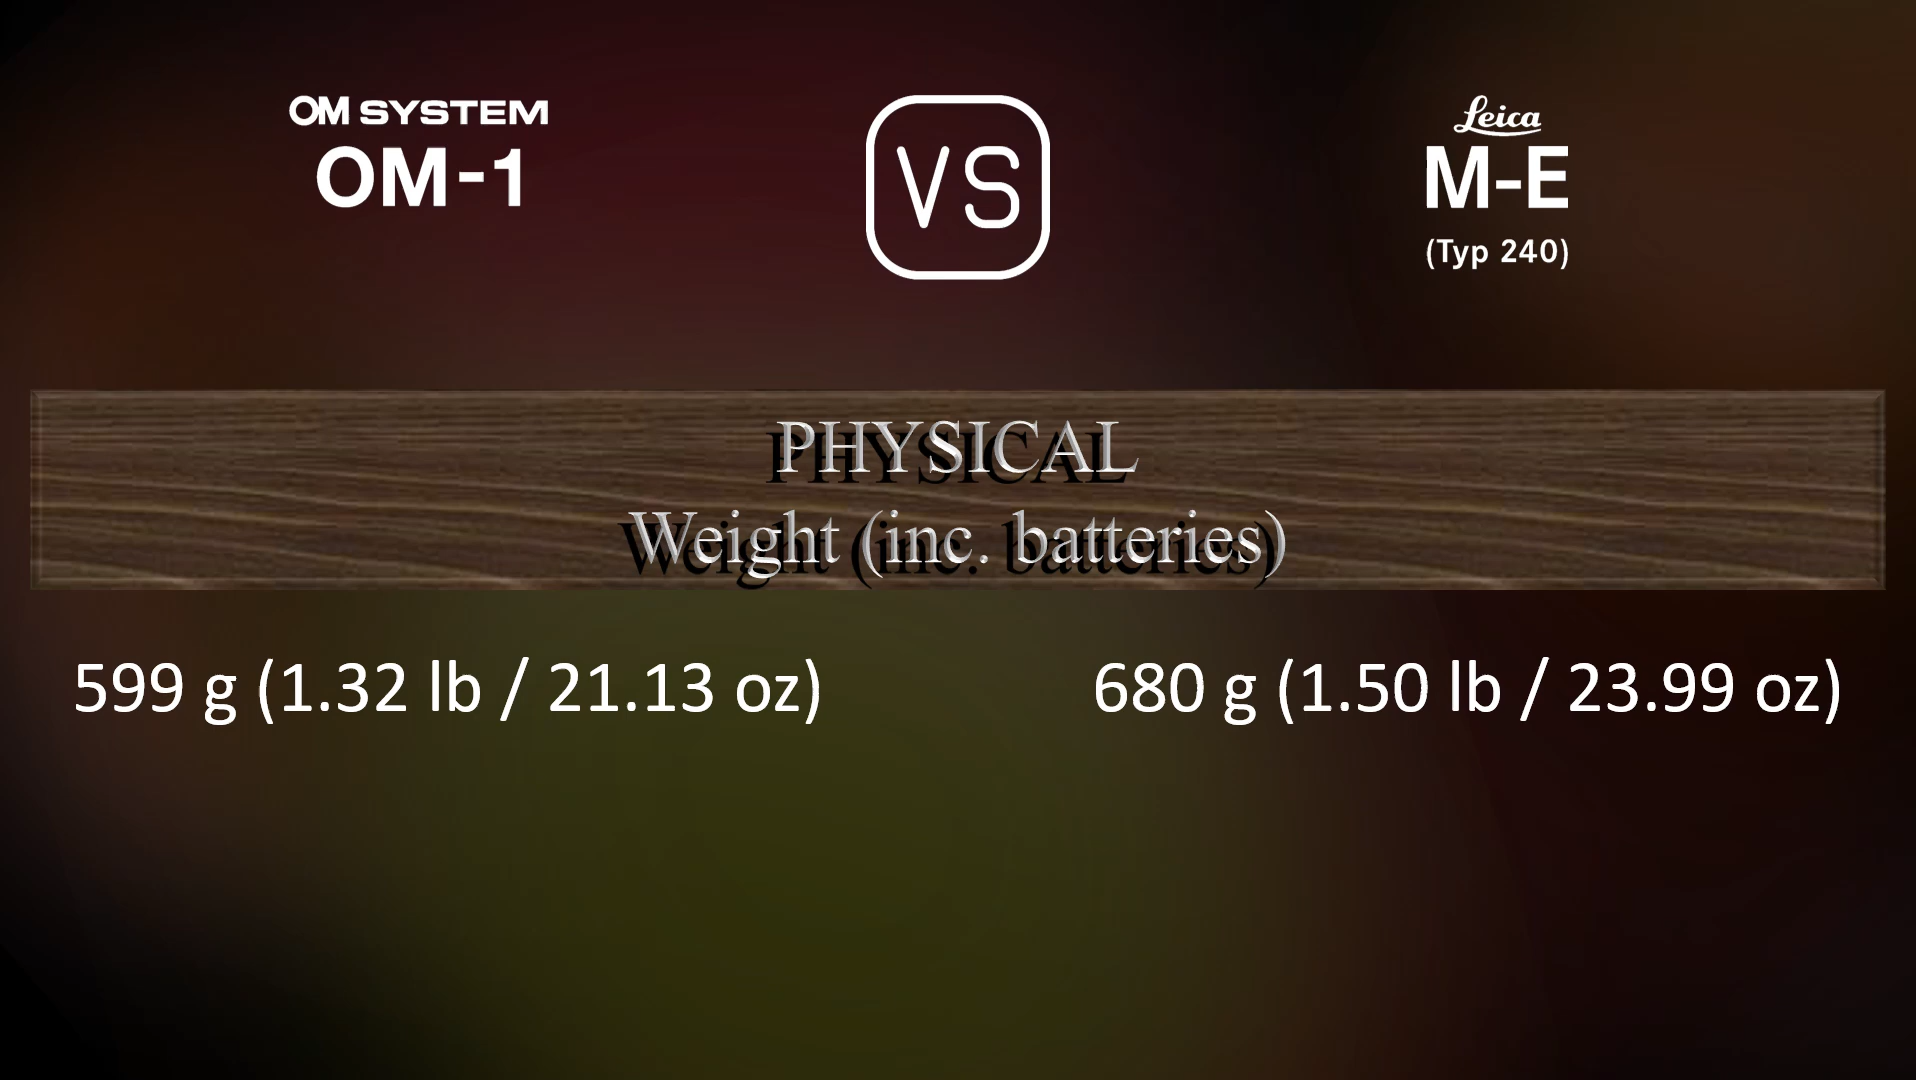 OM SYSTEM
OM-1
VS
Leica
M-E
(Typ 240)
PHYSICAL
Weight (inc. batteries)
599 g (1.32 lb / 21.13 oz)
680 g (1.50 lb / 23.99 oz)